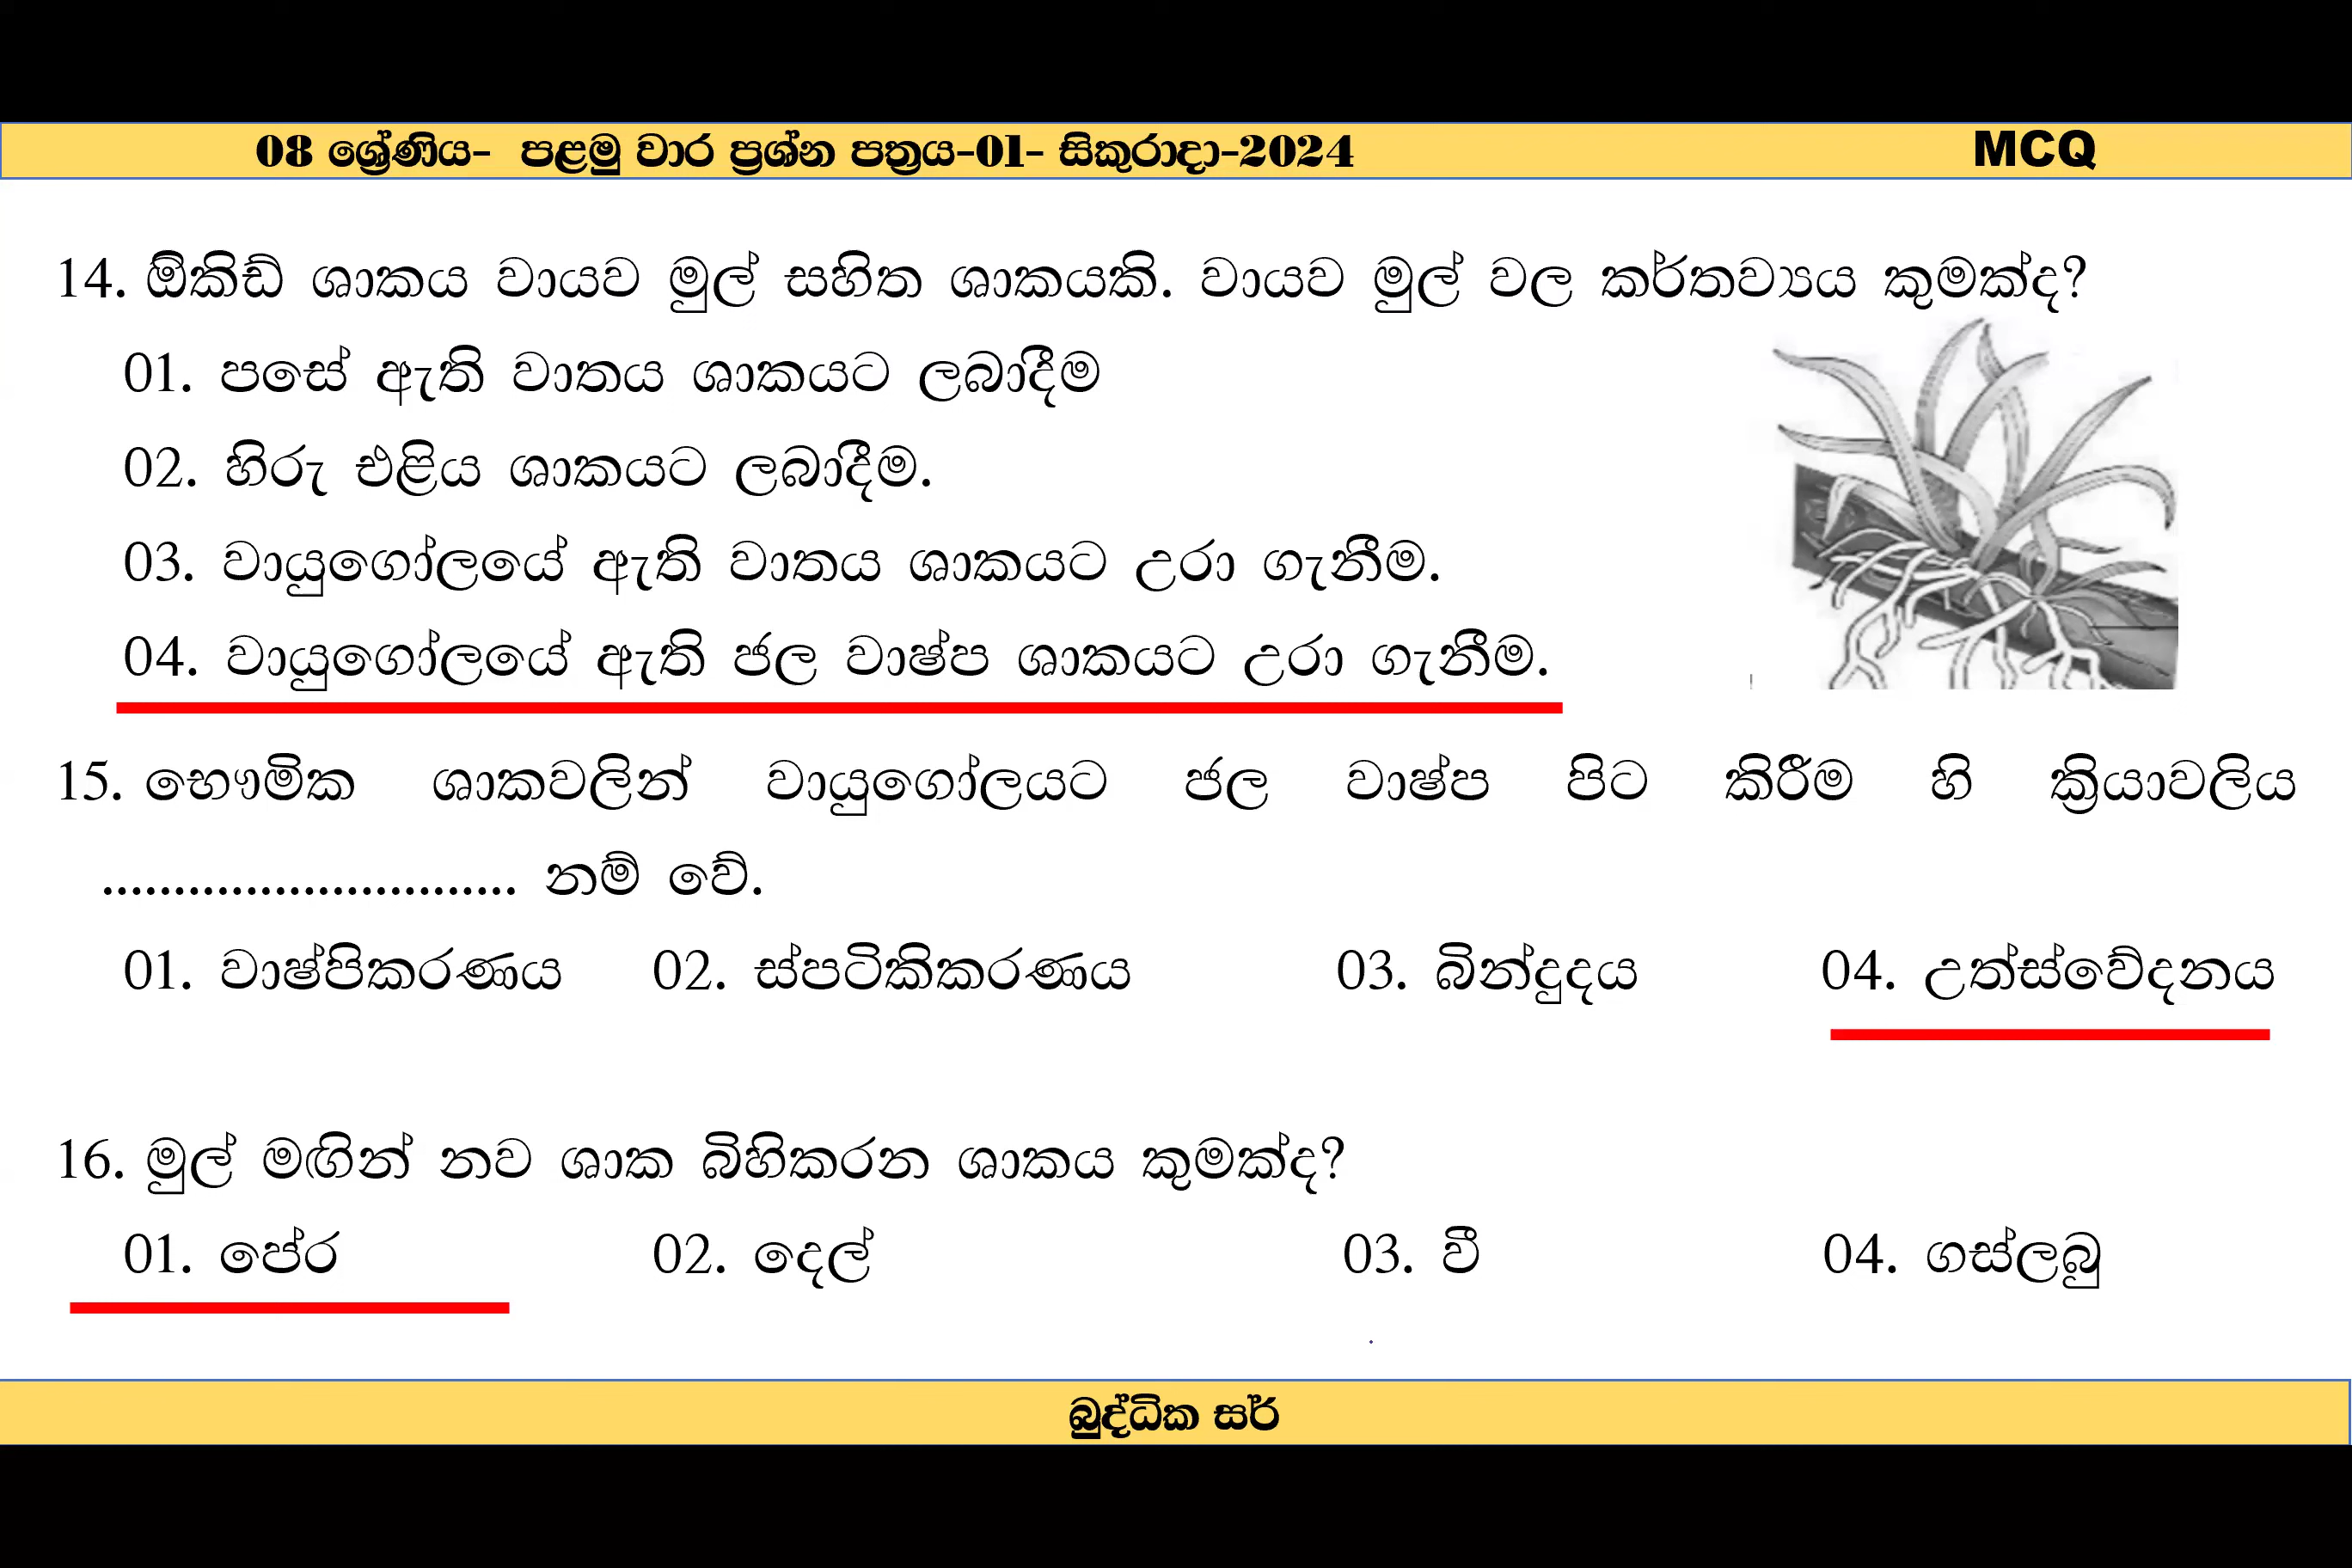 08 ශ්‍රේණිය-  පළමු වාර ප්‍රශ්න පත්‍රය-01- සිකුරාදා-2024 MCQ
14. ඕකිඩ් ශාකය වායව මුල් සහිත ශාකයකි. වායව මුල් වල කර්තව්‍යය කුමක්ද?
01. පසේ ඇති වාතය ශාකයට ලබාදීම
02. හිරු එළිය ශාකයට ලබාදීම.
03. වායුගෝලයේ ඇති වාතය ශාකයට උරා ගැනීම.
04. වායුගෝලයේ ඇති ජල වාෂ්ප ශාකයට උරා ගැනීම.
15. භෞමික ශාකවලින් වායුගෝලයට ජල වාෂ්ප පිට කිරීම හි ක්‍රියාවලිය
............................. නම් වේ.
01. වාෂ්පිකරණය 02. ස්පටිකිකරණය 03. බින්දුදය 04. උත්ස්වේදනය
16. මුල් මඟින් නව ශාක බිහිකරන ශාකය කුමක්ද?
01. පේර 02. දෙල් 03. වී 04. ගස්ලබු
බුද්ධික සර්